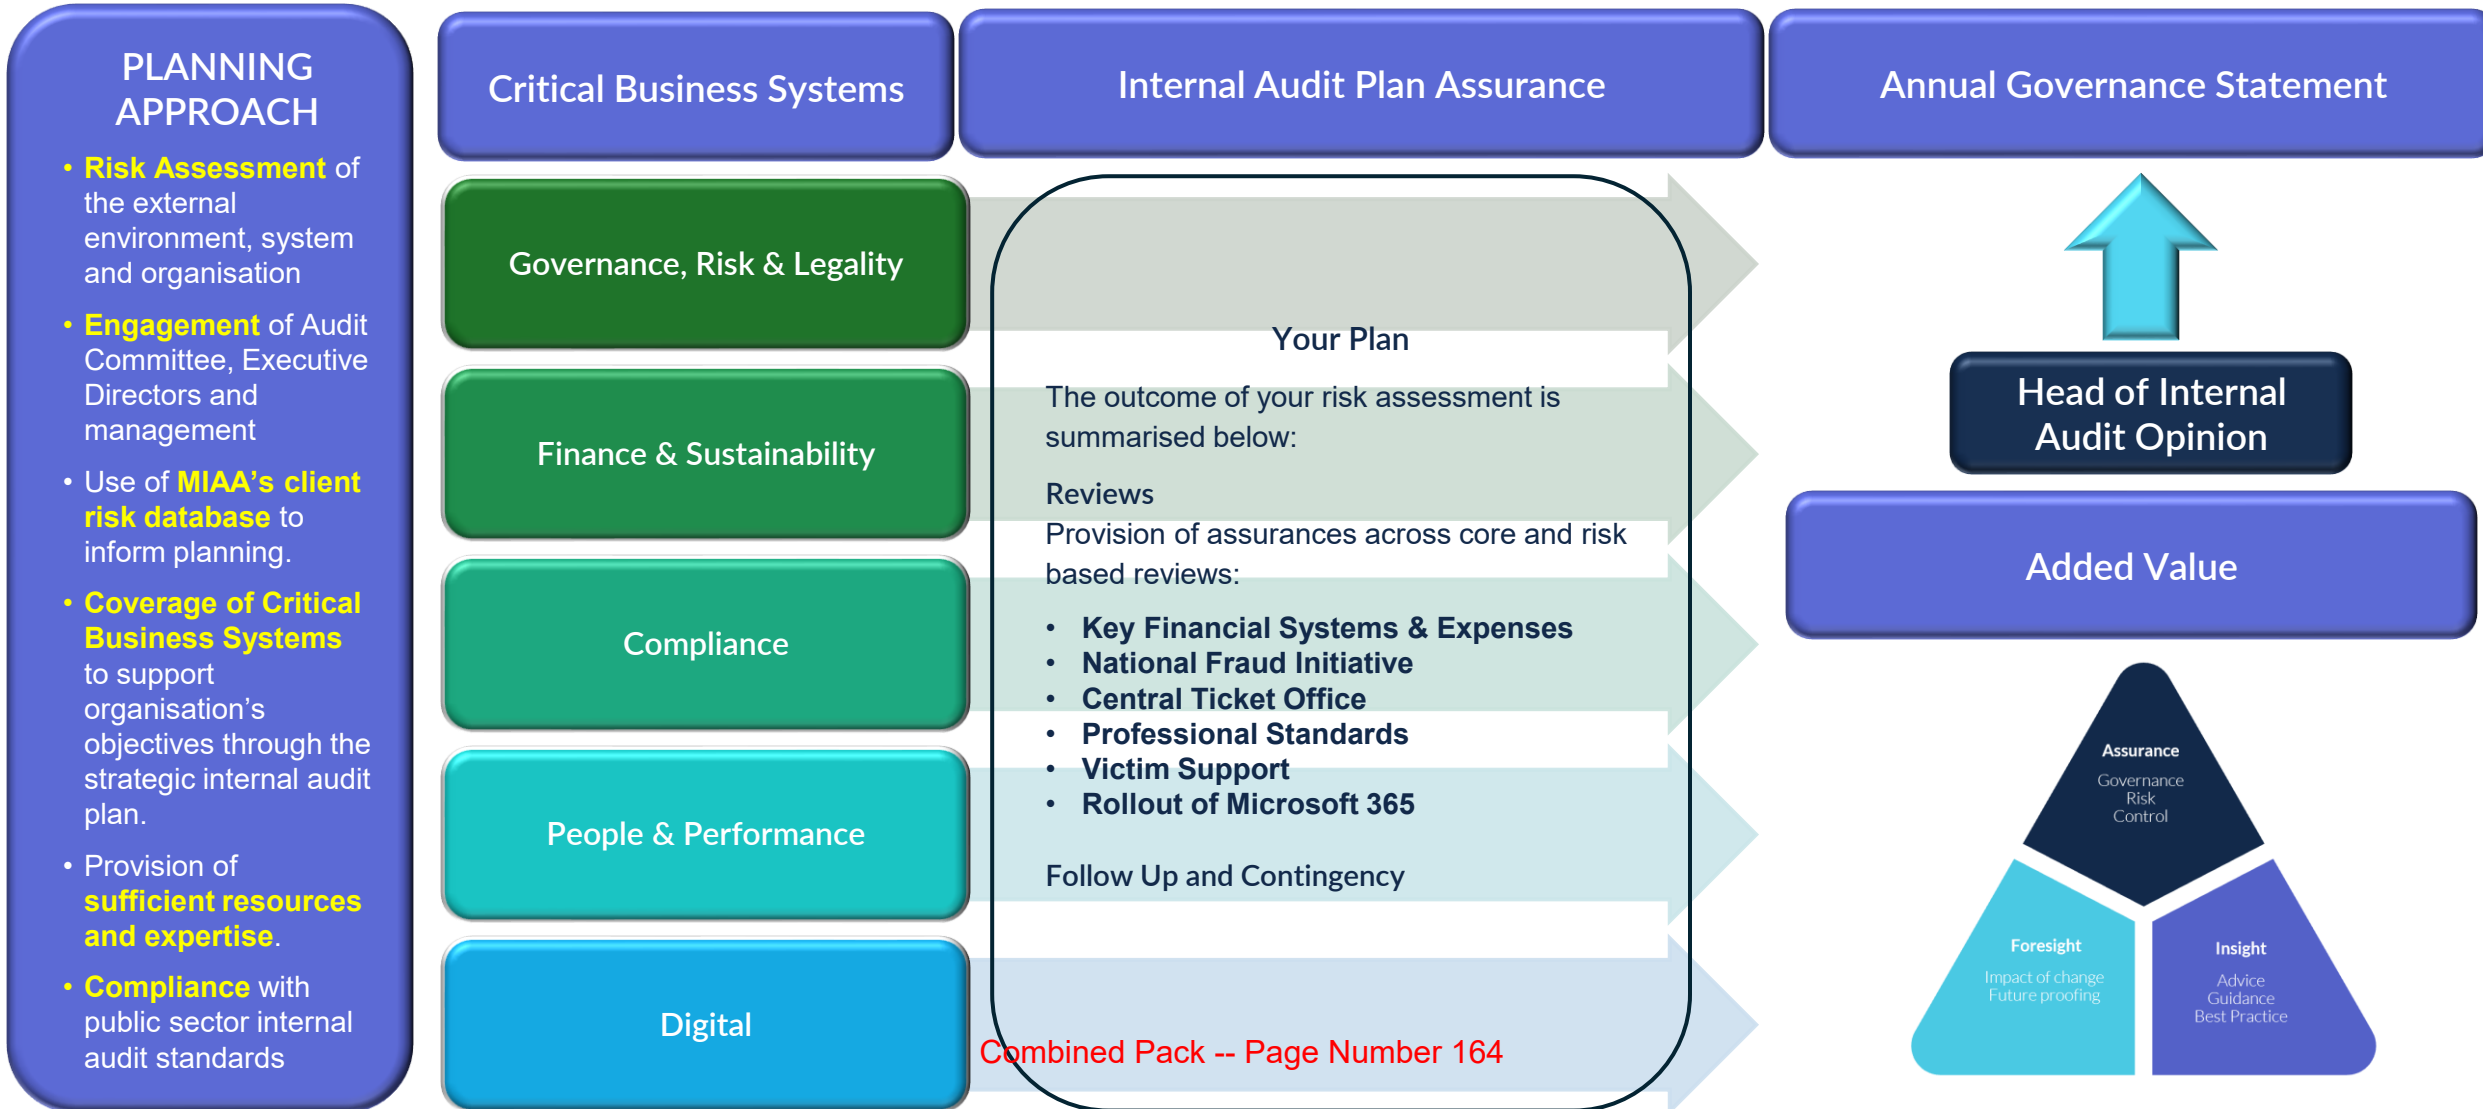 PLANNING
APPROACH
• Risk Assessment of
the external
environment, system
and organisation
• Engagement of Audit
Committee, Executive
Directors and
management
• Use of MIAA’s client
risk database to
inform planning.
• Coverage of Critical
Business Systems
to support
organisation’s
objectives through the
strategic internal audit
plan.
• Provision of
sufficient resources
and expertise.
• Compliance with
public sector internal
audit standards
Critical Business Systems
Governance, Risk & Legality
Finance & Sustainability
Compliance
People & Performance
Digital
Internal Audit Plan Assurance
Your Plan
The outcome of your risk assessment is
summarised below:
Reviews
Provision of assurances across core and risk
based reviews:
• Key Financial Systems & Expenses
• National Fraud Initiative
• Central Ticket Office
• Professional Standards
• Victim Support
• Rollout of Microsoft 365
Follow Up and Contingency
Combined Pack -- Page Number 164
Annual Governance Statement
Head of Internal
Audit Opinion
Added Value
Assurance
Governance
Risk
Control
Foresight
Impact of change
Future proofing
Insight
Advice
Guidance
Best Practice